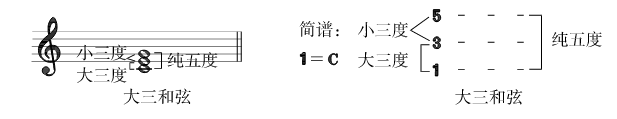 小三度 纯五度
大三度
大三和弦
简谱： 小三度 5 - - -
3 - - - 纯五度
1=C 大三度
1 - - -
大三和弦